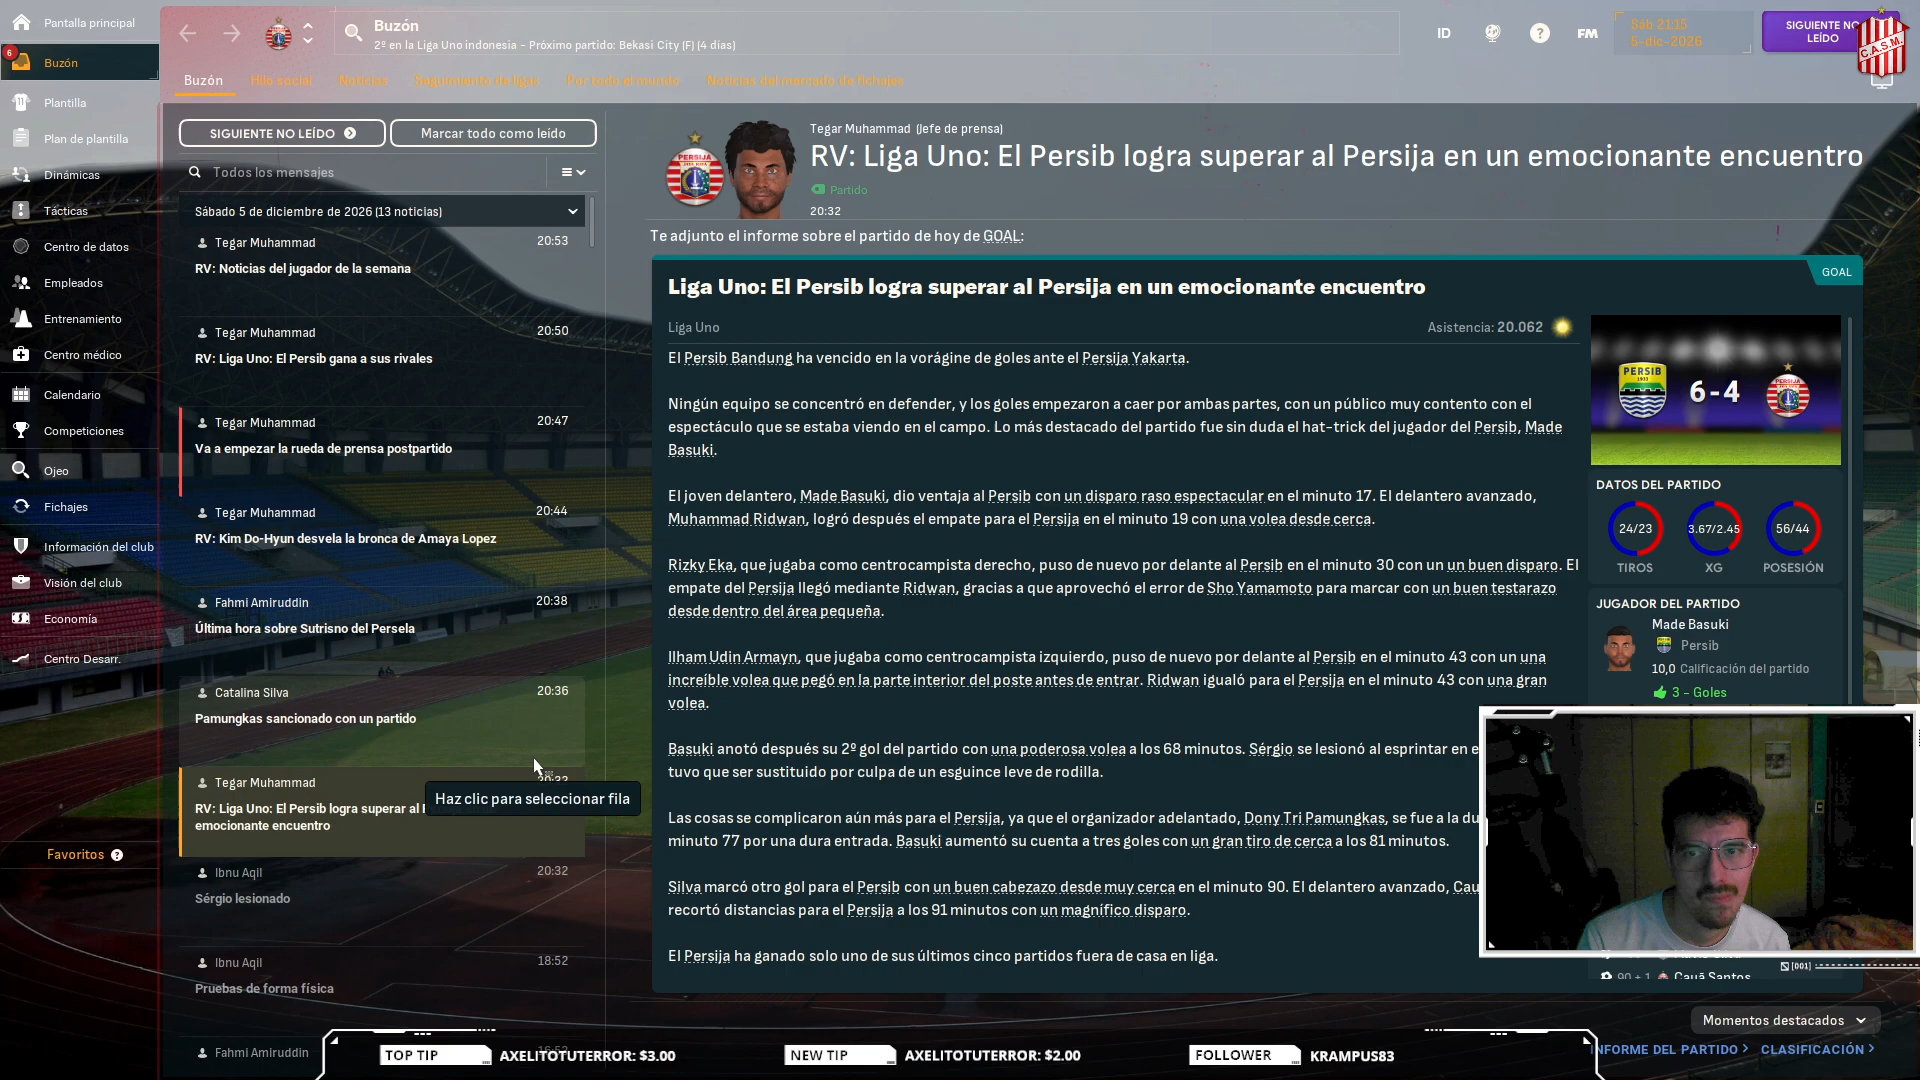 Pantalla principal
6
Buzón
Plantilla
Plan de plantilla
Dinámicas
Tácticas
Centro de datos
Empleados
Entrenamiento
Centro médico
Calendario
Competiciones
Ojeo
Fichajes
Información del club
Visión del club
Economía
Centro Desarr.
Favoritos
Buzón
2º en la Liga Uno indonesia - Próximo partido: Bekasi City (F) (4 días)
ID
FM
Sáb 21:15
5-dic-2026
SIGUIENTE NO
LEÍDO
C.A.S.M.
Buzón
Hilo social
Noticias
Seguimiento de ligas
Por todo el mundo
Noticias del mercado de fichajes
SIGUIENTE NO LEÍDO
Marcar todo como leído
Todos los mensajes
Sábado 5 de diciembre de 2026 (13 noticias)
Tegar Muhammad 20:53
RV: Noticias del jugador de la semana
Tegar Muhammad 20:50
RV: Liga Uno: El Persib gana a sus rivales
Tegar Muhammad 20:47
Va a empezar la rueda de prensa postpartido
Tegar Muhammad 20:44
RV: Kim Do-Hyun desvela la bronca de Amaya Lopez
Fahmi Amiruddin 20:38
Última hora sobre Sutrisno del Persela
Catalina Silva 20:36
Pamungkas sancionado con un partido
Tegar Muhammad 20:32
RV: Liga Uno: El Persib logra superar al
emocionante encuentro
Haz clic para seleccionar fila
Ibnu Aqil 20:32
Sérgio lesionado
Ibnu Aqil 18:52
Pruebas de forma física
Fahmi Amiruddin
Tegar Muhammad (Jefe de prensa)
RV: Liga Uno: El Persib logra superar al Persija en un emocionante encuentro
Partido
20:32
PERSIJA
Te adjunto el informe sobre el partido de hoy de GOAL:
GOAL
Liga Uno: El Persib logra superar al Persija en un emocionante encuentro
Liga Uno
Asistencia: 20.062
El Persib Bandung ha vencido en la vorágine de goles ante el Persija Yakarta.
Ningún equipo se concentró en defender, y los goles empezaron a caer por ambas partes, con un público muy contento con el
espectáculo que se estaba viendo en el campo. Lo más destacado del partido fue sin duda el hat-trick del jugador del Persib, Made
Basuki.
El joven delantero, Made Basuki, dio ventaja al Persib con un disparo raso espectacular en el minuto 17. El delantero avanzado,
Muhammad Ridwan, logró después el empate para el Persija en el minuto 19 con una volea desde cerca.
Rizky Eka, que jugaba como centrocampista derecho, puso de nuevo por delante al Persib en el minuto 30 con un un buen disparo. El
empate del Persija llegó mediante Ridwan, gracias a que aprovechó el error de Sho Yamamoto para marcar con un buen testarazo
desde dentro del área pequeña.
Ilham Udin Armayn, que jugaba como centrocampista izquierdo, puso de nuevo por delante al Persib en el minuto 43 con un una
increíble volea que pegó en la parte interior del poste antes de entrar. Ridwan igualó para el Persija en el minuto 43 con una gran
volea.
Basuki anotó después su 2º gol del partido con una poderosa volea a los 68 minutos. Sérgio se lesionó al esprintar en e
tuvo que ser sustituido por culpa de un esguince leve de rodilla.
Las cosas se complicaron aún más para el Persija, ya que el organizador adelantado, Dony Tri Pamungkas, se fue a la du
minuto 77 por una dura entrada. Basuki aumentó su cuenta a tres goles con un gran tiro de cerca a los 81 minutos.
Silva marcó otro gol para el Persib con un buen cabezazo desde muy cerca en el minuto 90. El delantero avanzado, Cau
recortó distancias para el Persija a los 91 minutos con un magnífico disparo.
El Persija ha ganado solo uno de sus últimos cinco partidos fuera de casa en liga.
PERSIB
6-4
DATOS DEL PARTIDO
24/23
3.67/2.45
56/44
TIROS
XG
POSESIÓN
JUGADOR DEL PARTIDO
Made Basuki
Persib
10,0 Calificación del partido
3 - Goles
90 + 1 Cauã Santos
[001]
Momentos destacados
INFORME DEL PARTIDO
CLASIFICACIÓN
TOP TIP
AXELITOTUTERROR: $3.00
NEW TIP
AXELITOTUTERROR: $2.00
FOLLOWER
KRAMPUS83